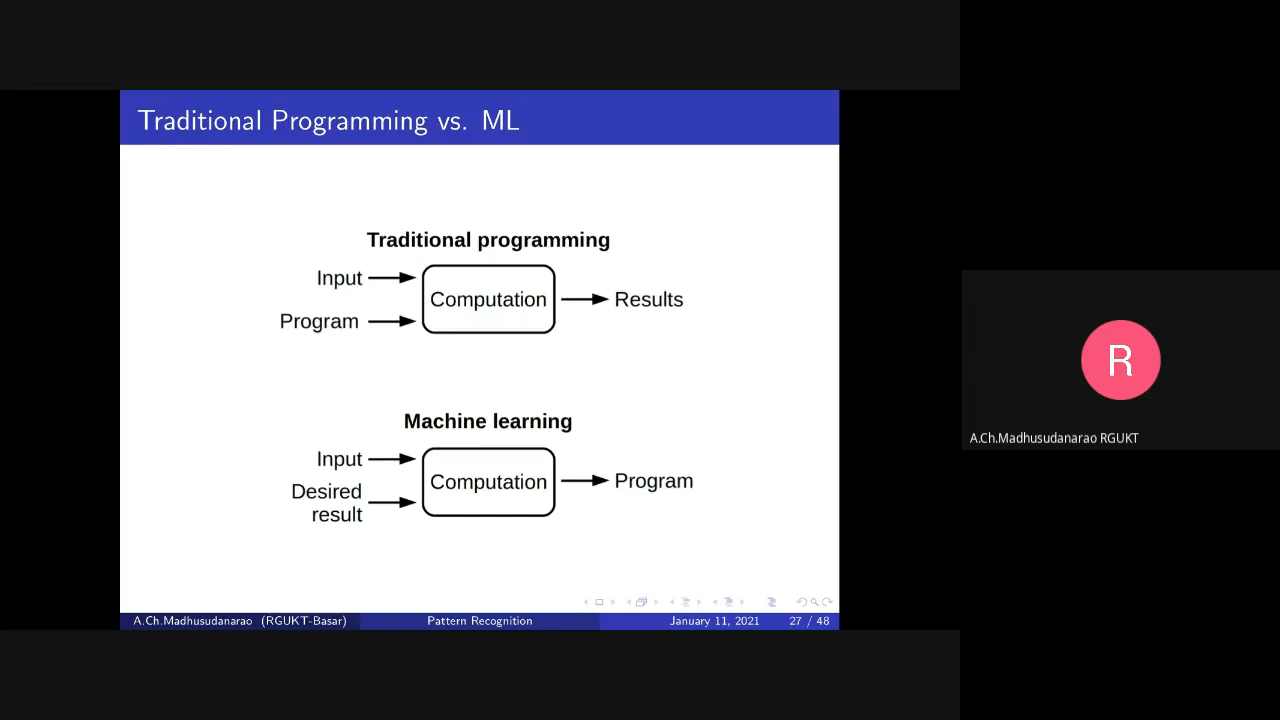 Traditional Programming vs. ML
Traditional programming
Input
Program
Computation
Results
Machine learning
Input
Desired
result
Computation
Program
A.Ch.Madhusudanarao (RGUKT-Basar)
Pattern Recognition
January 11, 2021
27 / 48
R
A.Ch.Madhusudanarao RGUKT